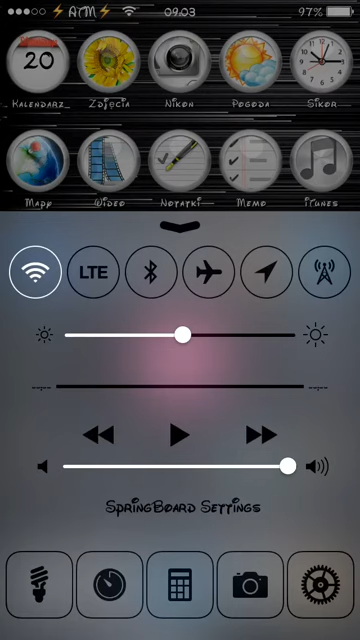 ⚡ATM⚡ 09.03 97%
20
Kalendarz Zdjęcia Nikon Pogoda Sikor
Mapy Wideo Notatki Memo iTunes
LTE
--:-- --:--
SpringBoard Settings